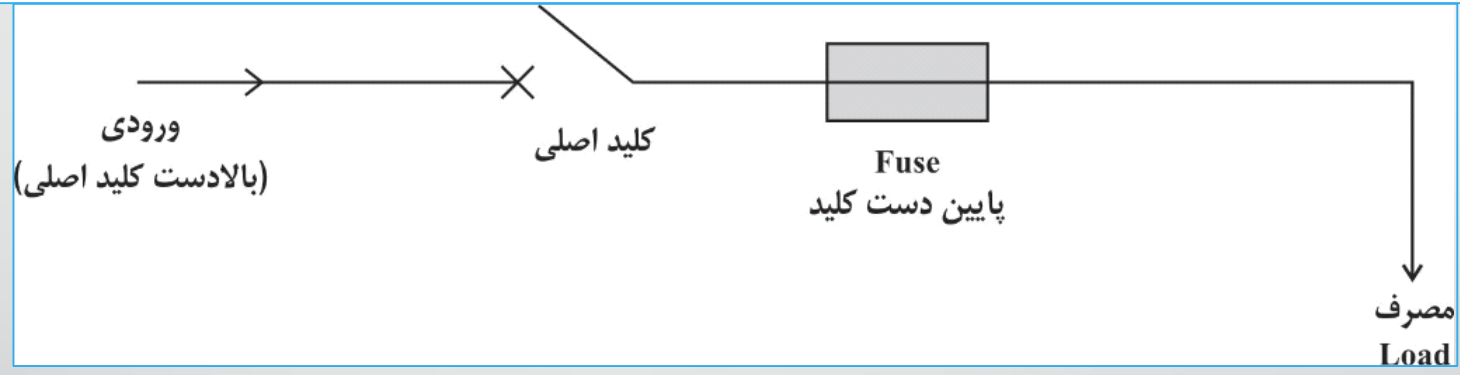 ورودی
(بالادست کلید اصلی)
کلید اصلی
Fuse
پایین دست کلید
مصرف
Load